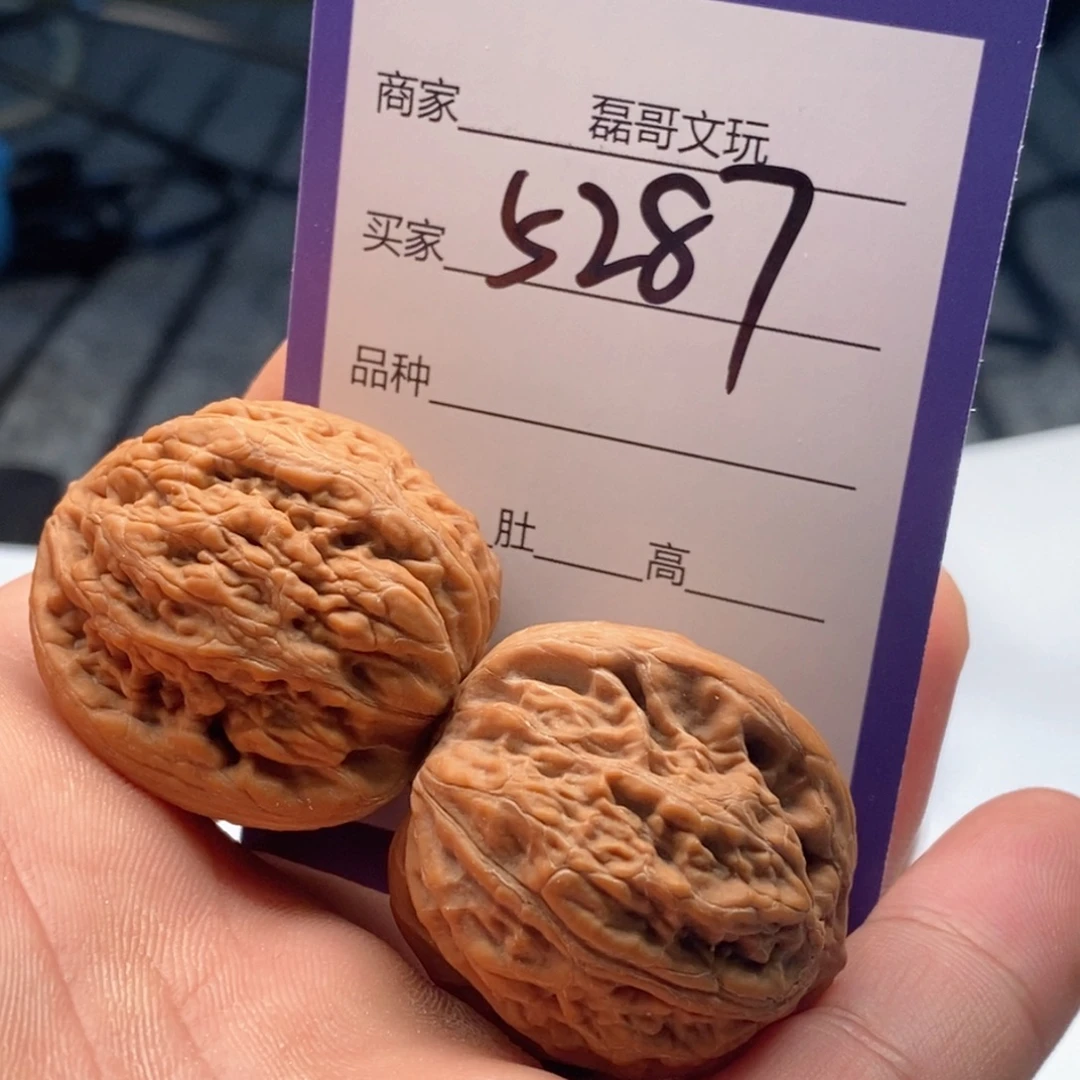 商家 磊哥文玩
买家 5287
品种
肚 高